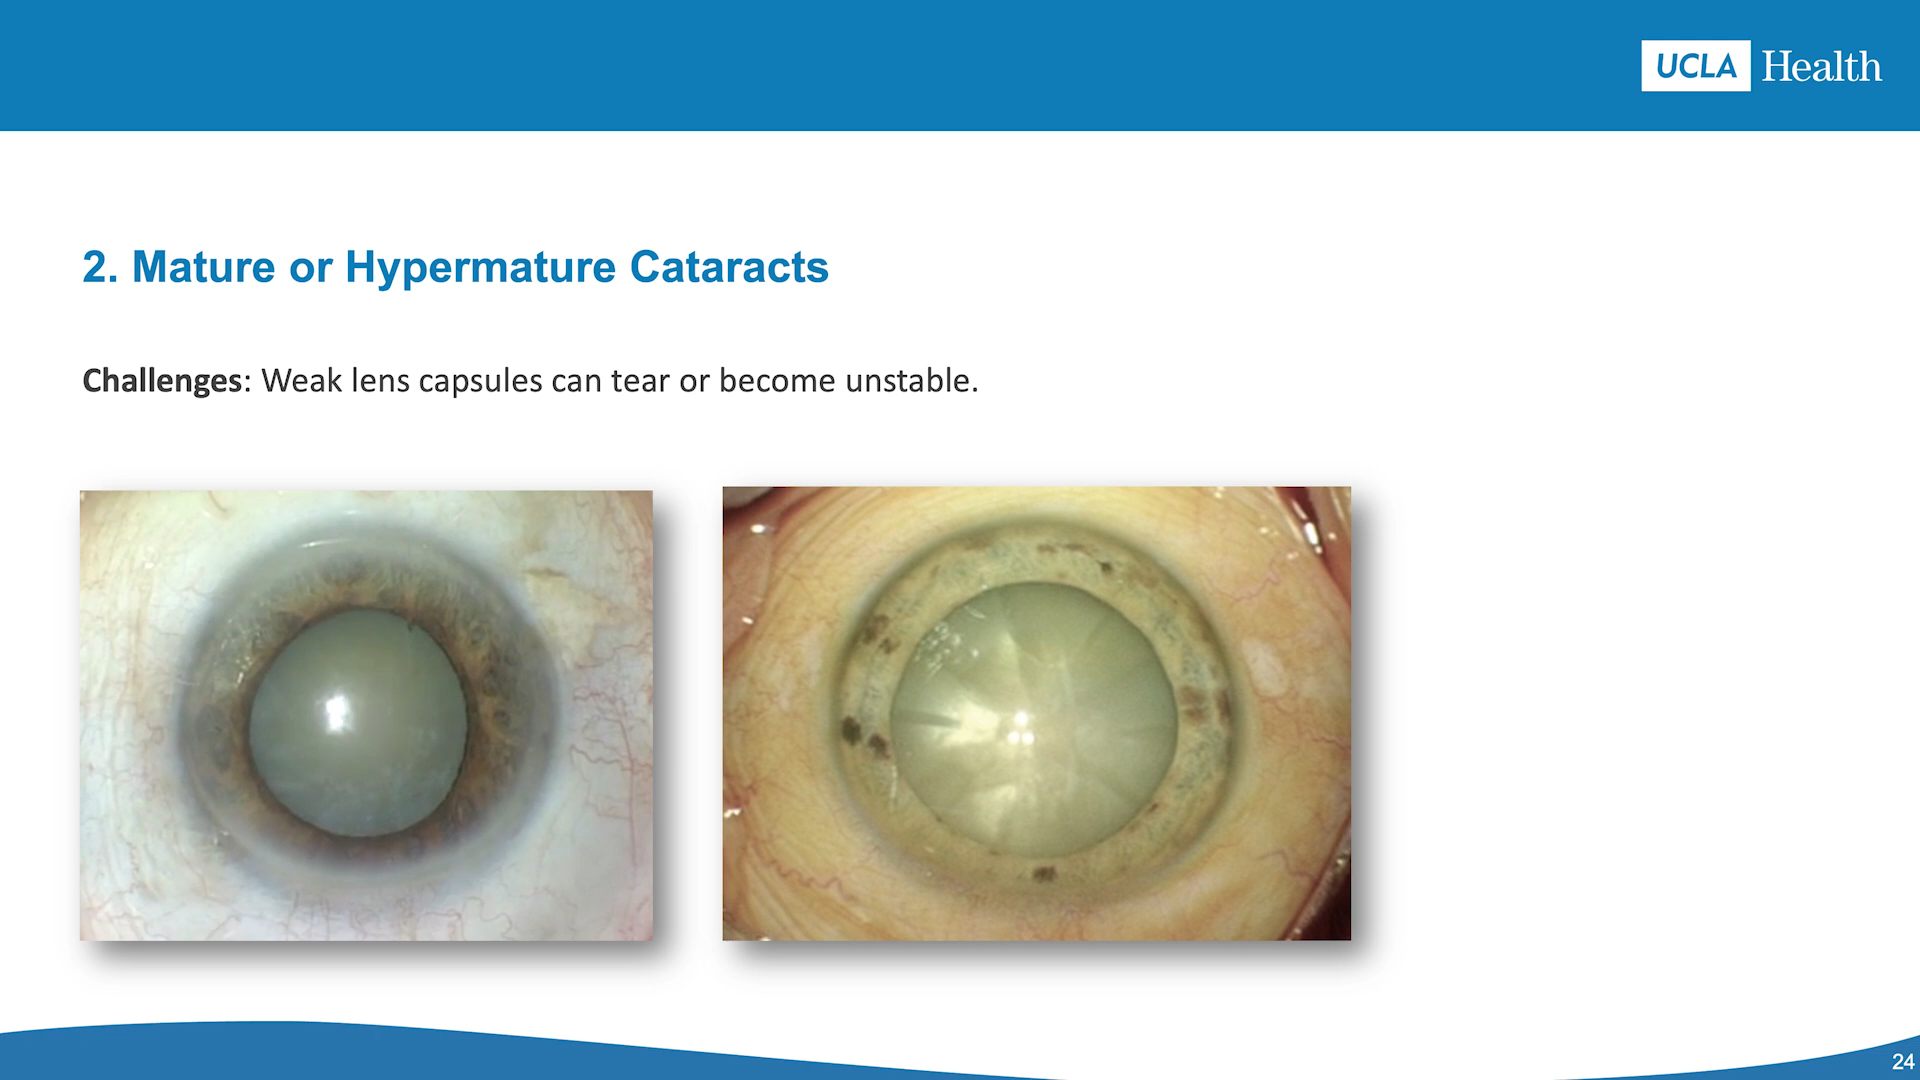 UCLA Health
2. Mature or Hypermature Cataracts
Challenges: Weak lens capsules can tear or become unstable.
24